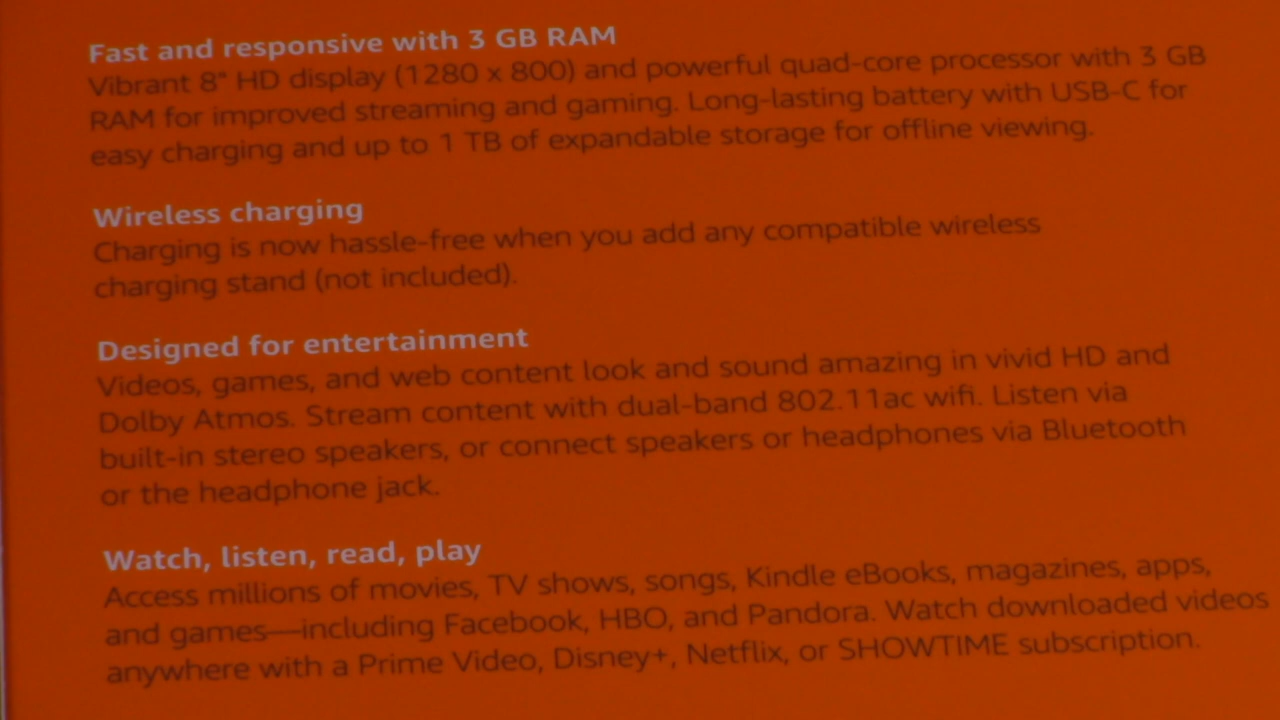 Fast and responsive with 3 GB RAM
Vibrant 8" HD display (1280 x 800) and powerful quad-core processor with 3 GB
RAM for improved streaming and gaming. Long-lasting battery with USB-C for
easy charging and up to 1 TB of expandable storage for offline viewing.
Wireless charging
Charging is now hassle-free when you add any compatible wireless
charging stand (not included).
Designed for entertainment
Videos, games, and web content look and sound amazing in vivid HD and
Dolby Atmos. Stream content with dual-band 802.11ac wifi. Listen via
built-in stereo speakers, or connect speakers or headphones via Bluetooth
or the headphone jack.
Watch, listen, read, play
Access millions of movies, TV shows, songs, Kindle eBooks, magazines, apps,
and games—including Facebook, HBO, and Pandora. Watch downloaded videos
anywhere with a Prime Video, Disney+, Netflix, or SHOWTIME subscription.